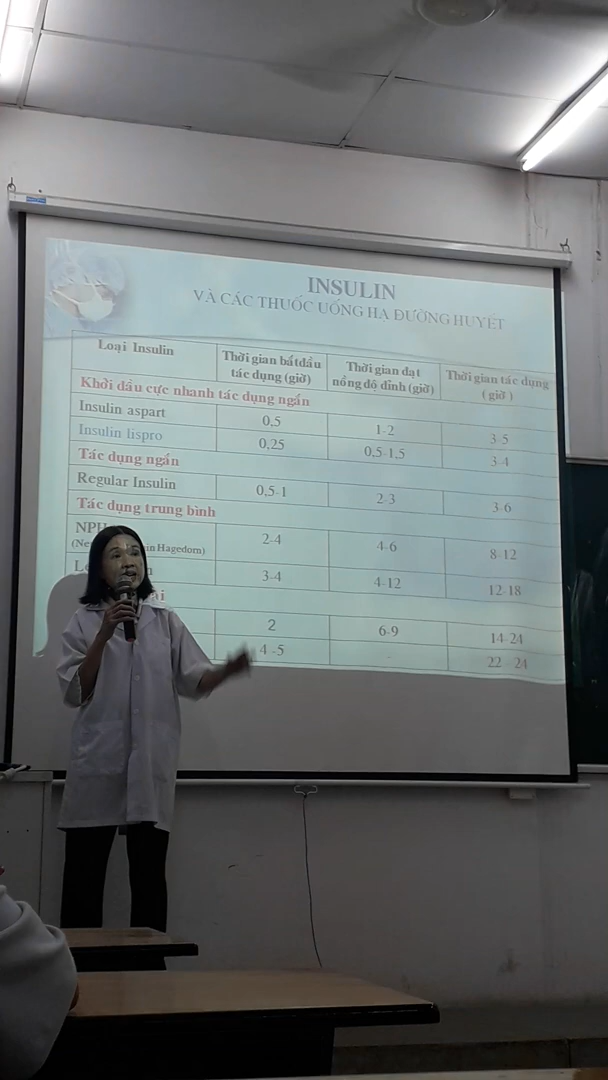 INSULIN
VÀ CÁC THUỐC UỐNG HẠ ĐƯỜNG HUYẾT
Loại Insulin
Thời gian bắt đầu
tác dụng (giờ)
Thời gian đạt
nồng độ đỉnh (giờ)
Thời gian tác dụng
( giờ )
Khởi đầu cực nhanh tác dụng ngắn
Insulin aspart 0,5 1-2 3-5
Insulin lispro 0,25 0,5-1,5 3-4
Tác dụng ngắn
Regular Insulin 0,5-1 2-3 3-6
Tác dụng trung bình
NPH 2-4 4-6 8-12
Hagedorn)
3-4 4-12 12-18
2 6-9 14-24
4 -5 - 22 - 24